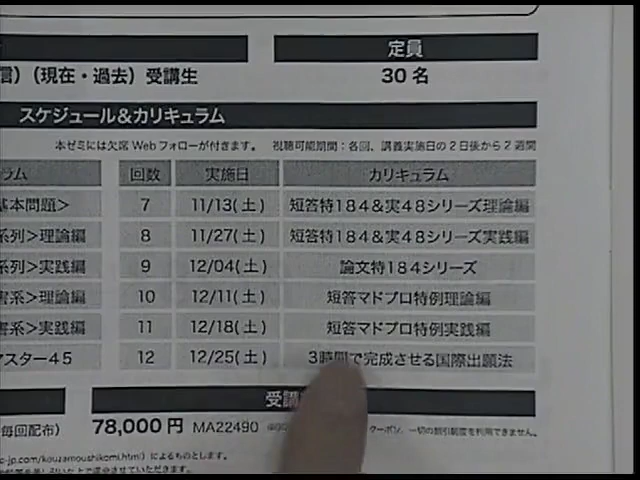 定員
信）（現在・過去）受講生 30名
スケジュール＆カリキュラム
本ゼミには欠席Webフォローが付きます。 視聴可能期間：各回、講義実施日の2日後から2週間
ラム 回数 実施日 カリキュラム
基本問題＞ 7 11/13(土) 短答特184＆実48シリーズ理論編
系列＞理論編 8 11/27(土) 短答特184＆実48シリーズ実践編
系列＞実践編 9 12/04(土) 論文特184シリーズ
害系＞理論編 10 12/11(土) 短答マドプロ特例理論編
害系＞実践編 11 12/18(土) 短答マドプロ特例実践編
マスター45 12 12/25(土) 3時間で完成させる国際出願法
受講
毎回配布） 78,000円 MA22490 クーポン、一切の割引制度を利用できません。
c-jp.com/kouzamoushikomi.html）によるものとします。
させていただきます。